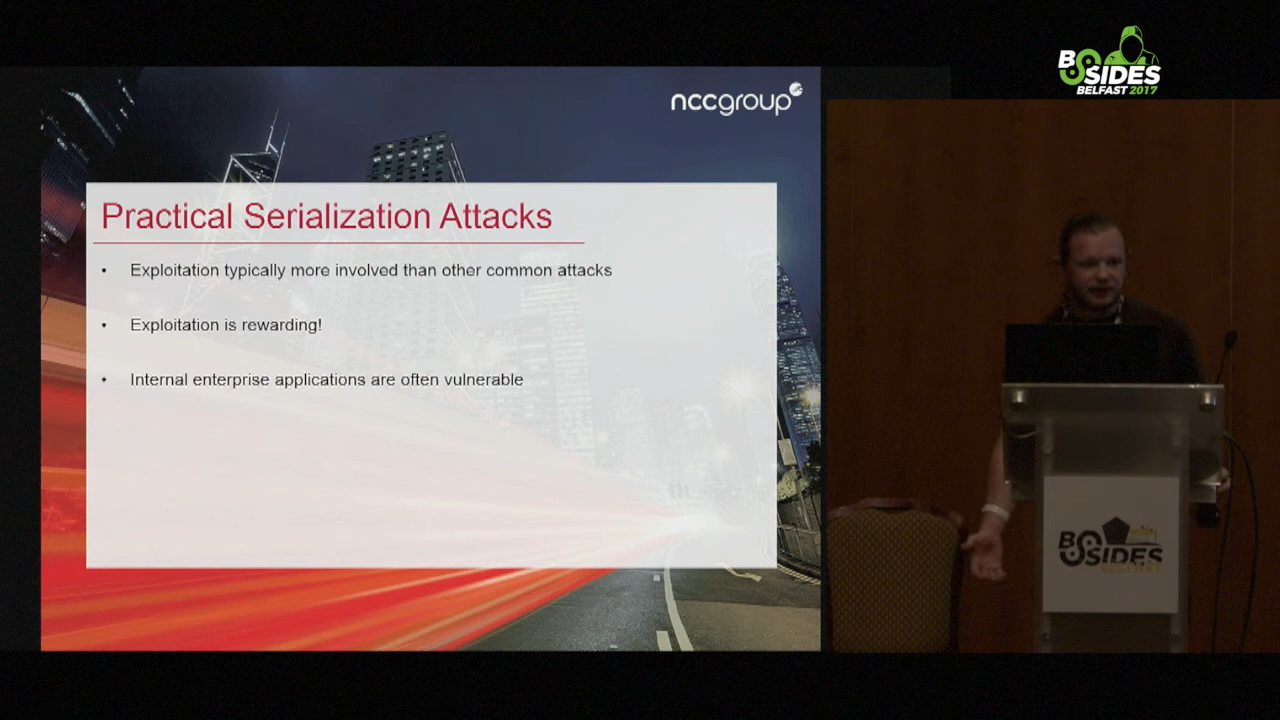 BSIDES
BELFAST 2017
nccgroup
Practical Serialization Attacks
• Exploitation typically more involved than other common attacks
• Exploitation is rewarding!
• Internal enterprise applications are often vulnerable
BSIDES
BELFAST